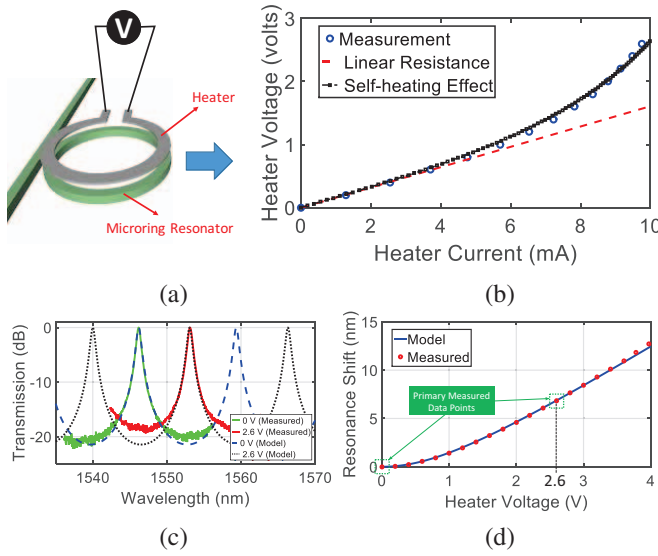 V
Heater
Microring Resonator
(a)
Heater Voltage (volts)
3
2
1
0
Measurement
Linear Resistance
Self-heating Effect
0 2 4 6 8 10
Heater Current (mA)
(b)
Transmission (dB)
0
-10
-20
0 V (Measured)
2.6 V (Measured)
0 V (Model)
2.6 V (Model)
1540 1550 1560 1570
Wavelength (nm)
(c)
Resonance Shift (nm)
15
10
5
0
Model
Measured
Primary Measured
Data Points
0 1 2 2.6 3 4
Heater Voltage (V)
(d)